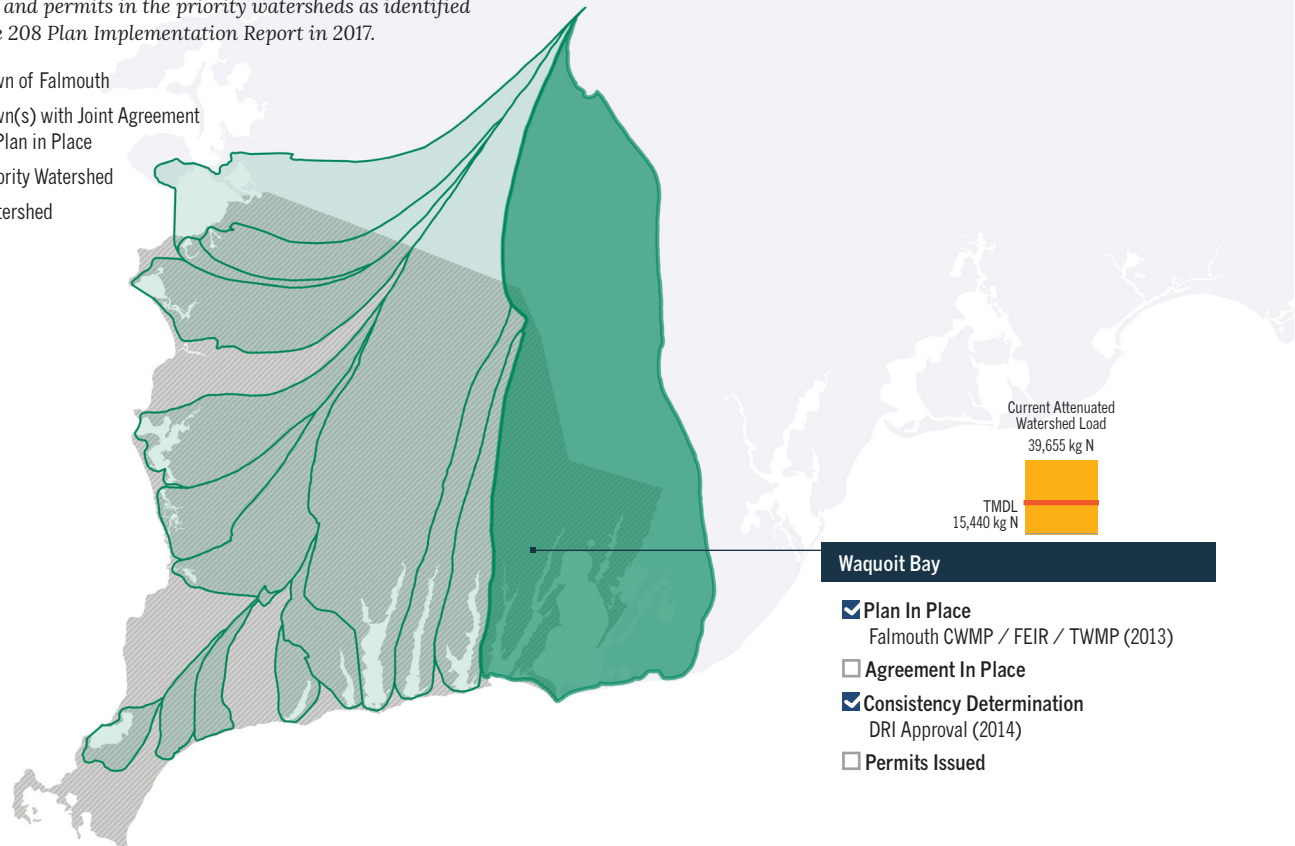 and permits in the priority watersheds as identified
208 Plan Implementation Report in 2017.
of Falmouth
with Joint Agreement
Plan in Place
Watershed
Current Attenuated
Watershed Load
39,655 kg N
TMDL
15,440 kg N
Waquoit Bay
Plan In Place
Falmouth CWMP / FEIR / TWMP (2013)
Agreement In Place
Consistency Determination
DRI Approval (2014)
Permits Issued